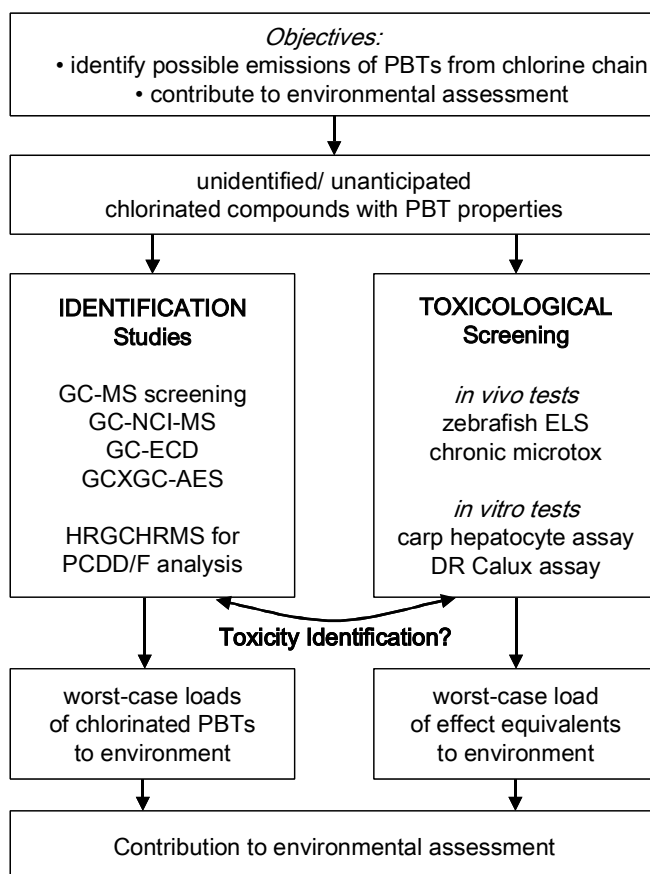 Objectives:
• identify possible emissions of PBTs from chlorine chain
• contribute to environmental assessment
unidentified/ unanticipated
chlorinated compounds with PBT properties
IDENTIFICATION
Studies
GC-MS screening
GC-NCI-MS
GC-ECD
GCXGC-AES
HRGCHRMS for
PCDD/F analysis
TOXICOLOGICAL
Screening
in vivo tests
zebrafish ELS
chronic microtox
in vitro tests
carp hepatocyte assay
DR Calux assay
Toxicity Identification?
worst-case loads
of chlorinated PBTs
to environment
worst-case load
of effect equivalents
to environment
Contribution to environmental assessment